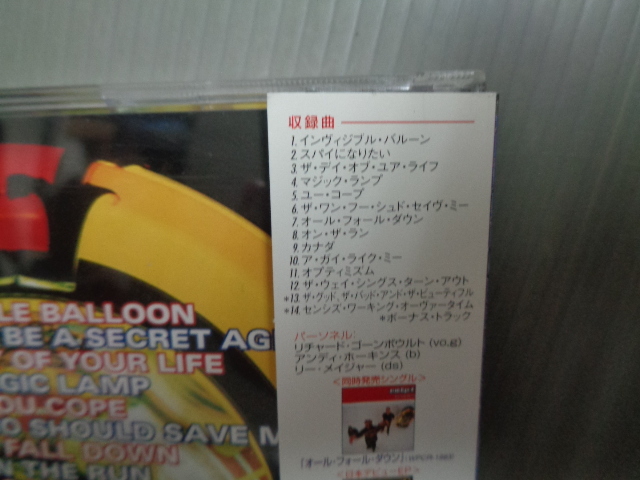 収録曲
1. インヴィジブル・バルーン
2. スパイになりたい
3. ザ・デイ・オブ・ユア・ライフ
4. マジック・ランプ
5. ユー・コープ
6. ザ・ワン・フー・シュド・セイヴ・ミー
7. オール・フォール・ダウン
8. オン・ザ・ラン
9. カナダ
10. ア・ガイ・ライク・ミー
11. オプティミズム
12. ザ・ウェイ・シングス・ターン・アウト
*13. ザ・グッド、ザ・バッド・アンド・ザ・ビューティフル
*14. センシズ・ワーキング・オーヴァータイム
*ボーナス・トラック
パーソネル:
リチャード・ゴーンボウルト (vo,g)
アンディ・ホーキンス (b)
リー・メイジャー (ds)
<同時発売シングル>
「オール・フォール・ダウン」
LE BALLOON
BE A SECRET AG
Y OF YOUR LIFE
GIC LAMP
OU COPE
O SHOULD SAVE M
FALL DOWN
N THE RUN